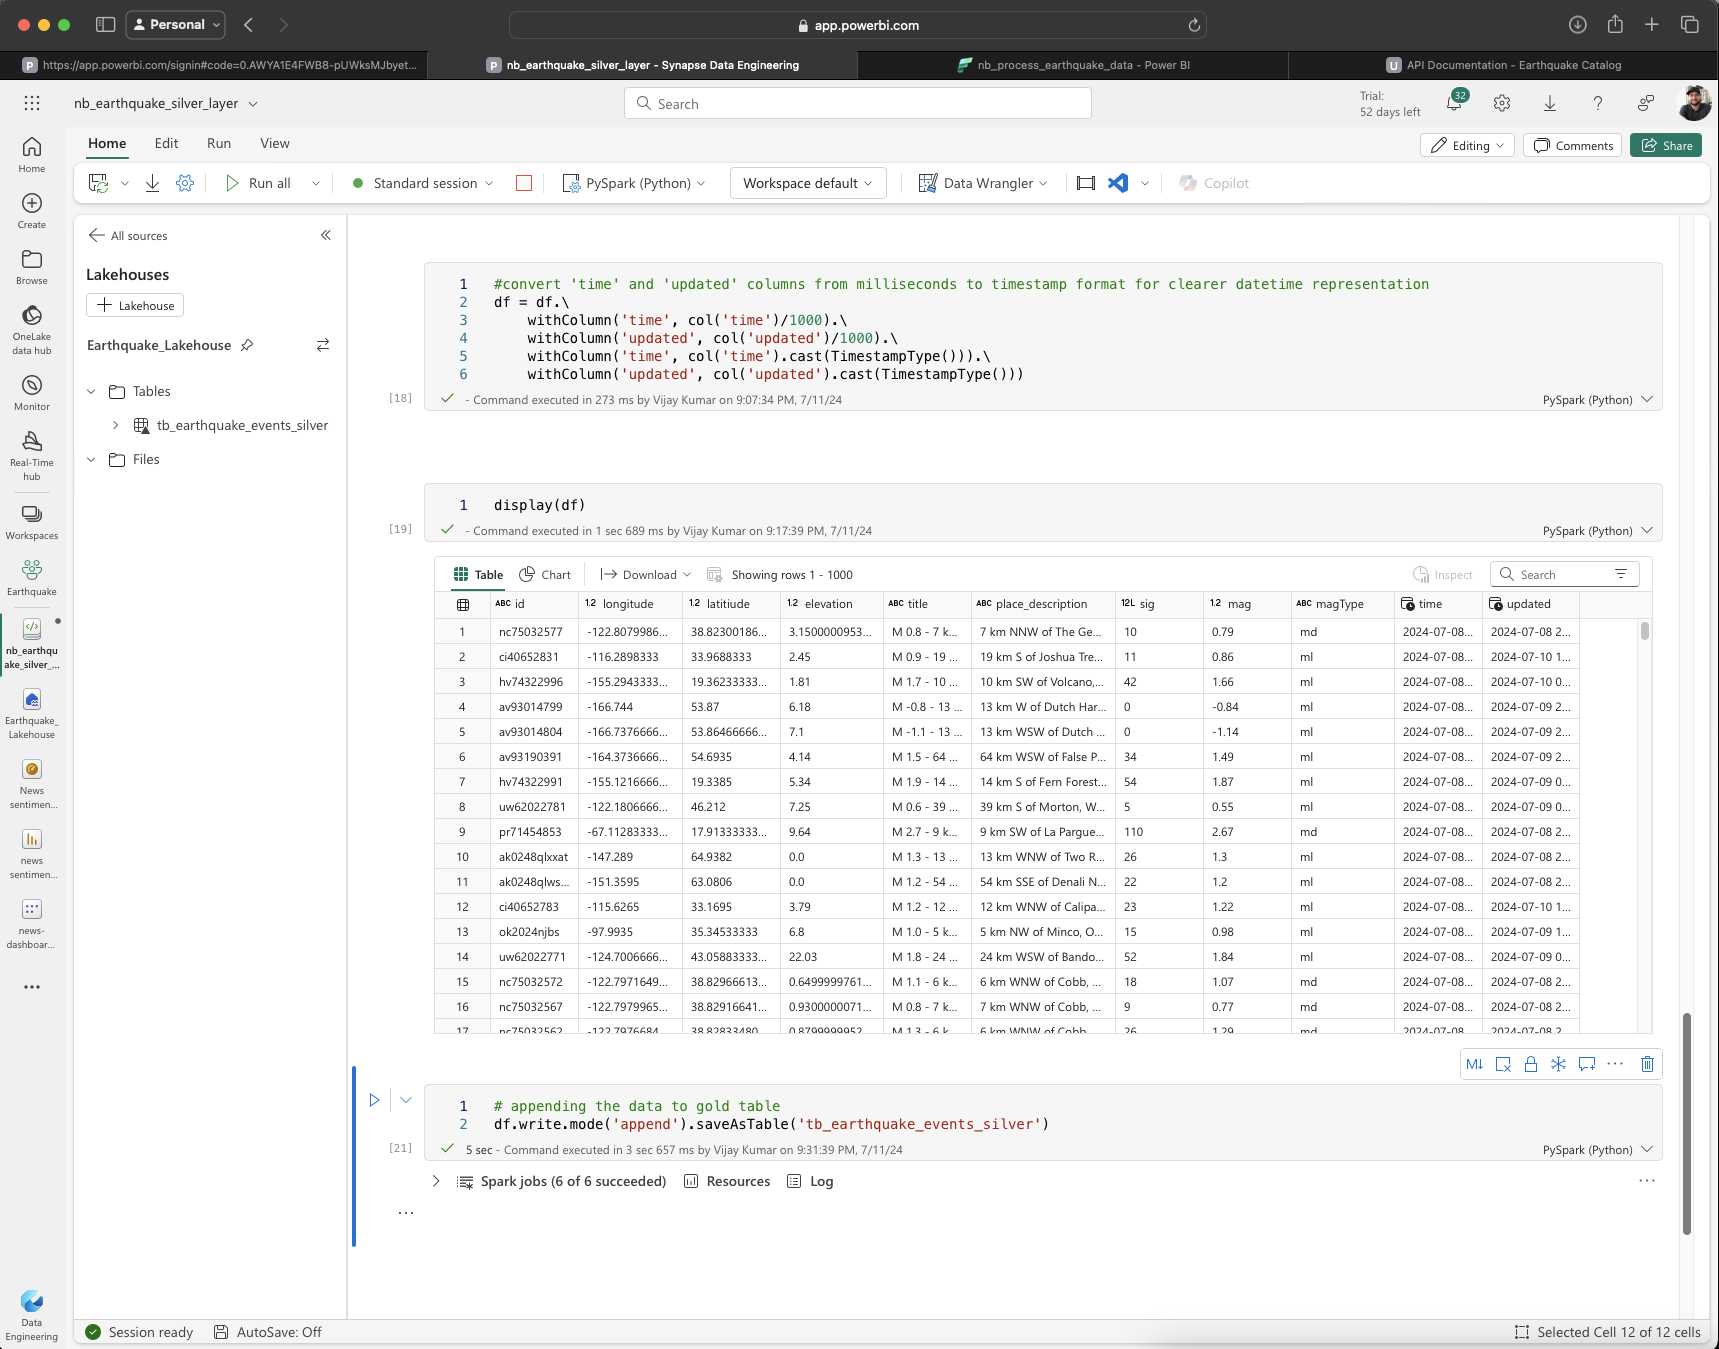 Personal
app.powerbi.com
https://app.powerbi.com/signin#code=0.AWYA1E4FWB8-pUWksMJbyet...
nb_earthquake_silver_layer - Synapse Data Engineering
nb_process_earthquake_data - Power BI
API Documentation - Earthquake Catalog
nb_earthquake_silver_layer
Search
Trial:
52 days left
32
Home Edit Run View
Editing Comments Share
Run all Standard session PySpark (Python) Workspace default Data Wrangler Copilot
Home
Create
Browse
OneLake
data hub
Monitor
Real-Time
hub
Workspaces
Earthquake
nb_earthqu
ake_silver_...
Earthquake_
Lakehouse
News
sentimen...
news
sentimen...
news-
dashboar...
Data
Engineering
All sources
Lakehouses
Lakehouse
Earthquake_Lakehouse
Tables
tb_earthquake_events_silver
Files
1 #convert 'time' and 'updated' columns from milliseconds to timestamp format for clearer datetime representation
2 df = df.\
3 withColumn('time', col('time')/1000).\
4 withColumn('updated', col('updated')/1000).\
5 withColumn('time', col('time').cast(TimestampType())).\
6 withColumn('updated', col('updated').cast(TimestampType()))
[18] - Command executed in 273 ms by Vijay Kumar on 9:07:34 PM, 7/11/24 PySpark (Python)
1 display(df)
[19] - Command executed in 1 sec 689 ms by Vijay Kumar on 9:17:39 PM, 7/11/24 PySpark (Python)
Table Chart Download Showing rows 1 - 1000 Inspect Search
ABC id 1.2 longitude 1.2 latitiude 1.2 elevation ABC title ABC place_description 12L sig 1.2 mag ABC magType time updated
1 nc75032577 -122.8079986... 38.82300186... 3.1500000953... M 0.8 - 7 k... 7 km NNW of The Ge... 10 0.79 md 2024-07-08... 2024-07-08 2...
2 ci40652831 -116.2898333 33.9688333 2.45 M 0.9 - 19 ... 19 km S of Joshua Tre... 11 0.86 ml 2024-07-08... 2024-07-10 1...
3 hv74322996 -155.2943333... 19.36233333... 1.81 M 1.7 - 10 ... 10 km SW of Volcano,... 42 1.66 ml 2024-07-08... 2024-07-10 0...
4 av93014799 -166.744 53.87 6.18 M -0.8 - 13 ... 13 km W of Dutch Har... 0 -0.84 ml 2024-07-08... 2024-07-09 2...
5 av93014804 -166.7376666... 53.86466666... 7.1 M -1.1 - 13 ... 13 km WSW of Dutch ... 0 -1.14 ml 2024-07-08... 2024-07-09 2...
6 av93190391 -164.3736666... 54.6935 4.14 M 1.5 - 64 ... 64 km WSW of False P... 34 1.49 ml 2024-07-08... 2024-07-09 2...
7 hv74322991 -155.1216666... 19.3385 5.34 M 1.9 - 14 ... 14 km S of Fern Forest... 54 1.87 ml 2024-07-08... 2024-07-09 0...
8 uw62022781 -122.1806666... 46.212 7.25 M 0.6 - 39 ... 39 km S of Morton, W... 5 0.55 ml 2024-07-08... 2024-07-09 0...
9 pr71454853 -67.11283333... 17.91333333... 9.64 M 2.7 - 9 k... 9 km SW of La Pargue... 110 2.67 md 2024-07-08... 2024-07-08 2...
10 ak0248qlxxat -147.289 64.9382 0.0 M 1.3 - 13 ... 13 km WNW of Two R... 26 1.3 ml 2024-07-08... 2024-07-08 2...
11 ak0248qlws... -151.3595 63.0806 0.0 M 1.2 - 54 ... 54 km SSE of Denali N... 22 1.2 ml 2024-07-08... 2024-07-08 2...
12 ci40652783 -115.6265 33.1695 3.79 M 1.2 - 12 ... 12 km WNW of Calipa... 23 1.22 ml 2024-07-08... 2024-07-10 1...
13 ok2024njbs -97.9935 35.34533333 6.8 M 1.0 - 5 k... 5 km NW of Minco, O... 15 0.98 ml 2024-07-08... 2024-07-09 1...
14 uw62022771 -124.7006666... 43.05883333... 22.03 M 1.8 - 24 ... 24 km WSW of Bando... 52 1.84 ml 2024-07-08... 2024-07-09 0...
15 nc75032572 -122.7971649... 38.82966613... 0.6499999761... M 1.1 - 6 k... 6 km WNW of Cobb, ... 18 1.07 md 2024-07-08... 2024-07-08 2...
16 nc75032567 -122.7979965... 38.82916641... 0.9300000071... M 0.8 - 7 k... 7 km WNW of Cobb, ... 9 0.77 md 2024-07-08... 2024-07-08 2...
17 nc75032562 -122.7976684... 38.82833480... 0.8799999952... M 1.3 - 6 k... 6 km WNW of Cobb, ... 26 1.29 md 2024-07-08... 2024-07-08 2...
M↓
1 # appending the data to gold table
2 df.write.mode('append').saveAsTable('tb_earthquake_events_silver')
[21] 5 sec - Command executed in 3 sec 657 ms by Vijay Kumar on 9:31:39 PM, 7/11/24 PySpark (Python)
Spark jobs (6 of 6 succeeded) Resources Log
Session ready AutoSave: Off Selected Cell 12 of 12 cells